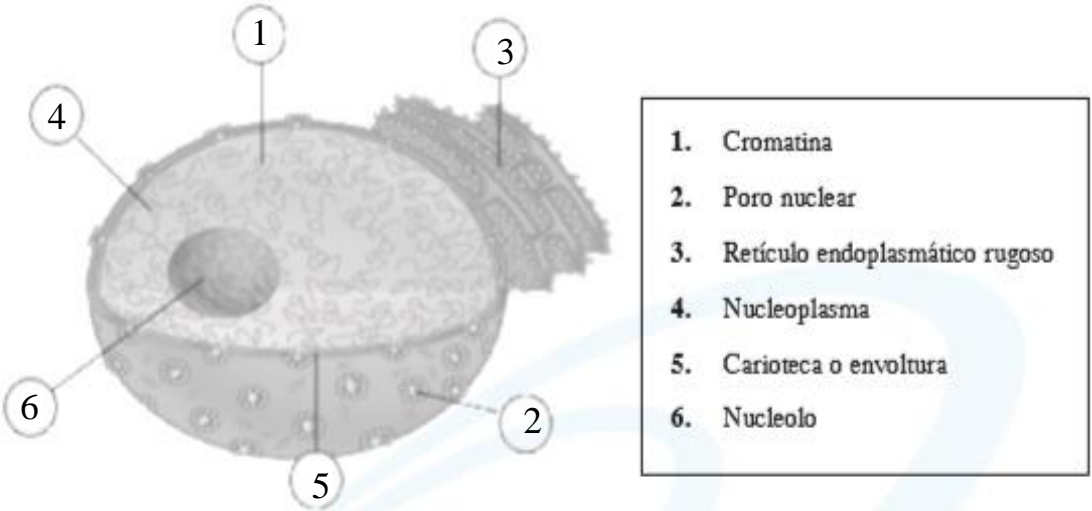 1
3
4
6
2
5
1. Cromatina
2. Poro nuclear
3. Retículo endoplasmático rugoso
4. Nucleoplasma
5. Carioteca o envoltura
6. Nucleolo